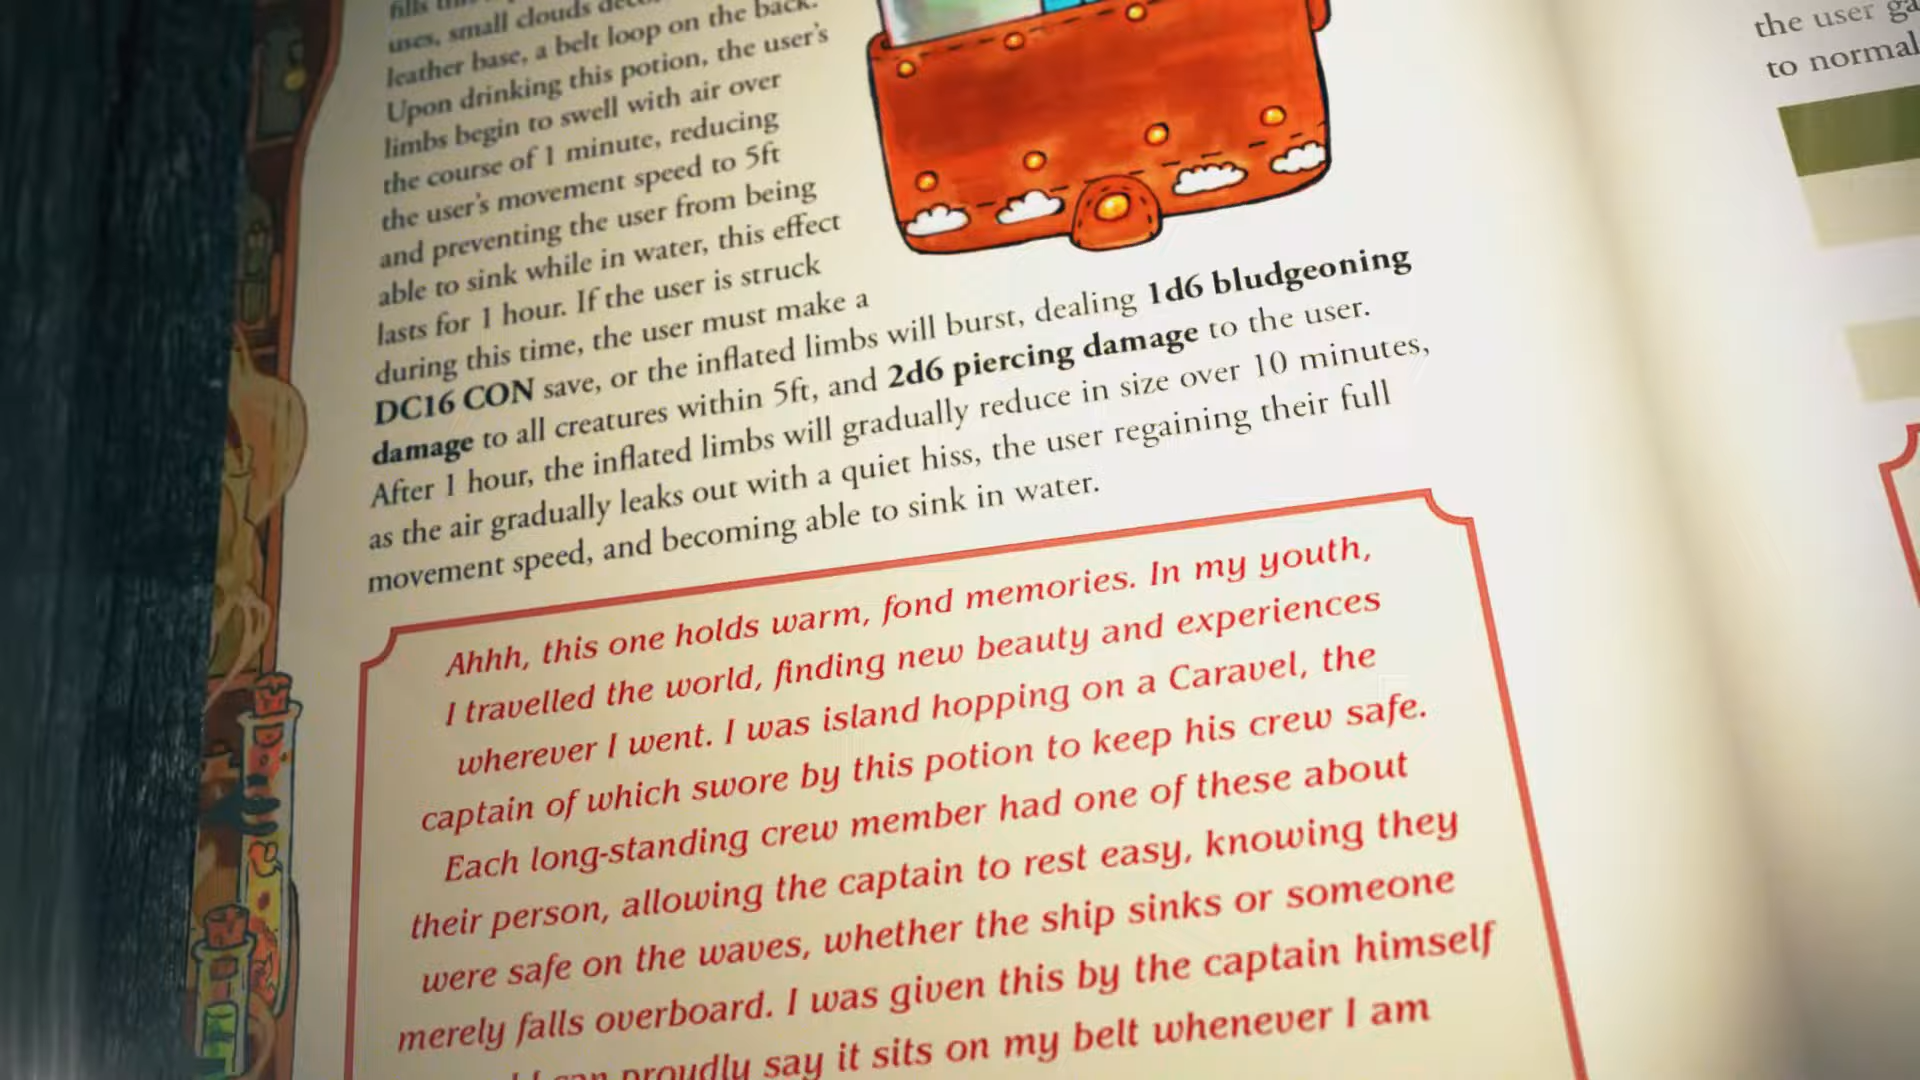 fills
uses, small clouds
leather base, a belt loop on the back.
Upon drinking this potion, the user's
limbs begin to swell with air over
the course of 1 minute, reducing
the user's movement speed to 5ft
and preventing the user from being
able to sink while in water, this effect
lasts for 1 hour. If the user is struck
during this time, the user must make a
DC16 CON save, or the inflated limbs will burst, dealing 1d6 bludgeoning
damage to all creatures within 5ft, and 2d6 piercing damage to the user.
After 1 hour, the inflated limbs will gradually reduce in size over 10 minutes,
as the air gradually leaks out with a quiet hiss, the user regaining their full
movement speed, and becoming able to sink in water.
Ahhh, this one holds warm, fond memories. In my youth,
I travelled the world, finding new beauty and experiences
wherever I went. I was island hopping on a Caravel, the
captain of which swore by this potion to keep his crew safe.
Each long-standing crew member had one of these about
their person, allowing the captain to rest easy, knowing they
were safe on the waves, whether the ship sinks or someone
merely falls overboard. I was given this by the captain himself
I can proudly say it sits on my belt whenever I am
the user
to normal